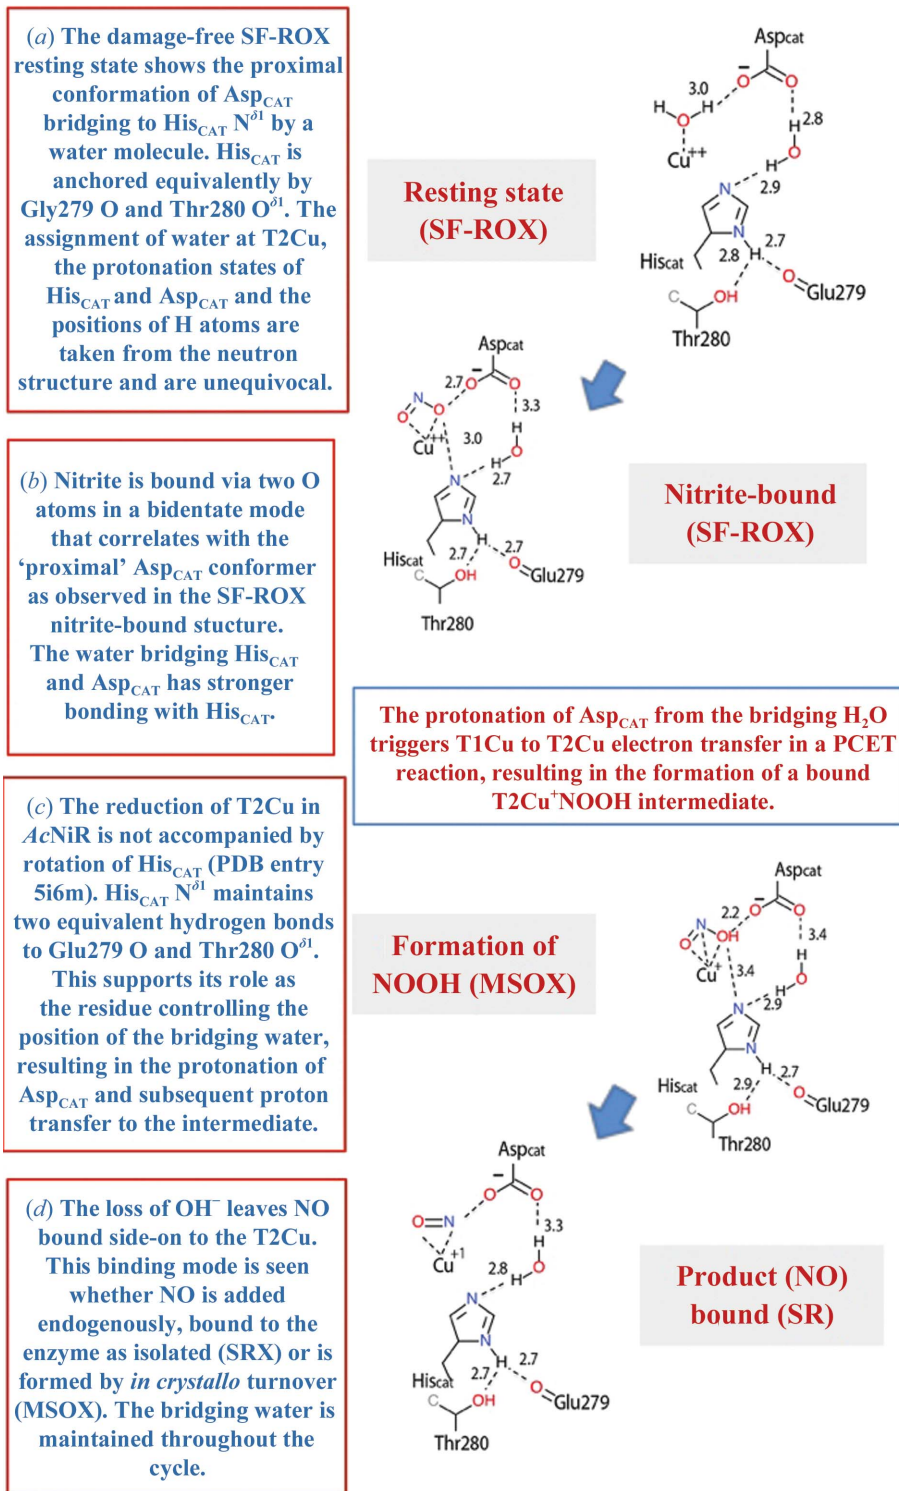 (a) The damage-free SF-ROX
resting state shows the proximal
conformation of AspCAT
bridging to HisCAT Nδ1 by a
water molecule. HisCAT is
anchored equivalently by
Gly279 O and Thr280 Oδ1. The
assignment of water at T2Cu,
the protonation states of
HisCAT and AspCAT and the
positions of H atoms are
taken from the neutron
structure and are unequivocal.
Resting state
(SF-ROX)
Aspcat
−
O
O
3.0
H
H
O
Cu++
2.8
H
H
O
2.9
N
N
H
2.7
2.8
Hiscat
O
Glu279
C
OH
Thr280
(b) Nitrite is bound via two O
atoms in a bidentate mode
that correlates with the
‘proximal’ AspCAT conformer
as observed in the SF-ROX
nitrite-bound stucture.
The water bridging HisCAT
and AspCAT has stronger
bonding with HisCAT.
Aspcat
−
2.7
O
O
N
O
O
Cu++
3.3
H
3.0
H
O
2.7
N
N
H
2.7
2.7
Hiscat
O
Glu279
C
OH
Thr280
Nitrite-bound
(SF-ROX)
The protonation of AspCAT from the bridging H2O
triggers T1Cu to T2Cu electron transfer in a PCET
reaction, resulting in the formation of a bound
T2Cu+NOOH intermediate.
(c) The reduction of T2Cu in
AcNiR is not accompanied by
rotation of HisCAT (PDB entry
5i6m). HisCAT Nδ1 maintains
two equivalent hydrogen bonds
to Glu279 O and Thr280 Oδ1.
This supports its role as
the residue controlling the
position of the bridging water,
resulting in the protonation of
AspCAT and subsequent proton
transfer to the intermediate.
Formation of
NOOH (MSOX)
Aspcat
−
2.2
O
O
N
O
OH
Cu+
3.4
H
3.4
H
O
2.9
N
N
H
2.7
2.9
Hiscat
O
Glu279
C
OH
Thr280
(d) The loss of OH− leaves NO
bound side-on to the T2Cu.
This binding mode is seen
whether NO is added
endogenously, bound to the
enzyme as isolated (SRX) or is
formed by in crystallo turnover
(MSOX). The bridging water is
maintained throughout the
cycle.
Aspcat
−
O
O
O
N
Cu+1
3.3
H
2.8
H
O
N
N
H
2.7
2.7
Hiscat
O
Glu279
C
OH
Thr280
Product (NO)
bound (SR)